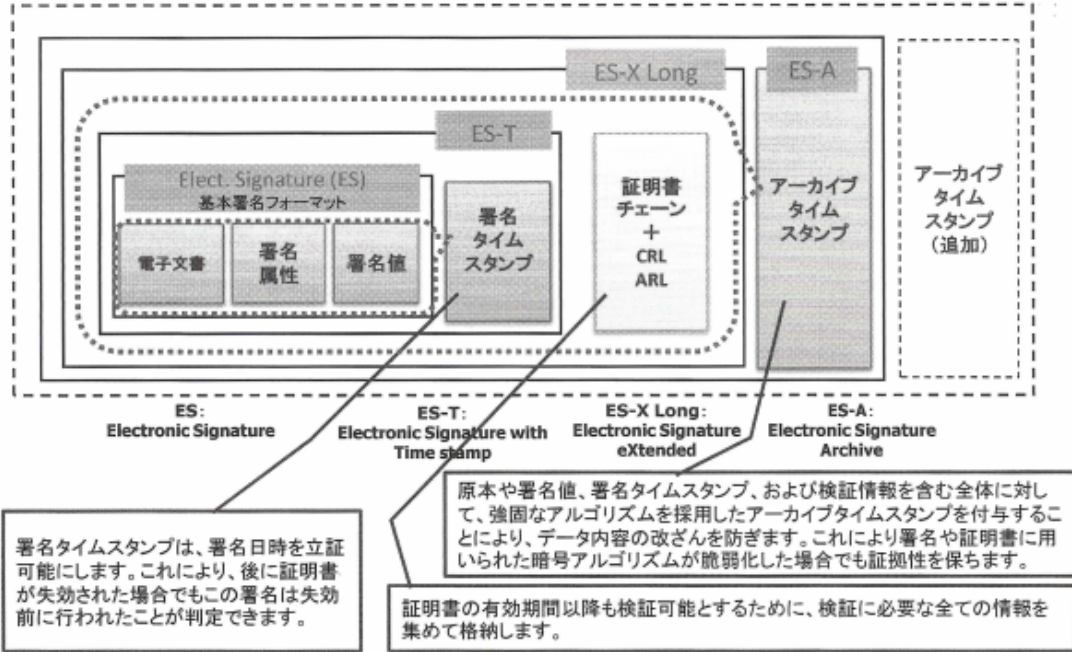 ES-X Long
ES-A
ES-T
Elect. Signature (ES)
基本署名フォーマット
電子文書
署名
属性
署名値
署名
タイム
スタンプ
証明書
チェーン
＋
CRL
ARL
アーカイブ
タイム
スタンプ
アーカイブ
タイム
スタンプ
(追加)
ES:
Electronic Signature
ES-T:
Electronic Signature with
Time stamp
ES-X Long:
Electronic Signature
eXtended
ES-A:
Electronic Signature
Archive
原本や署名値、署名タイムスタンプ、および検証情報を含む全体に対し
て、強固なアルゴリズムを採用したアーカイブタイムスタンプを付与するこ
とにより、データ内容の改ざんを防ぎます。これにより署名や証明書に用
いられた暗号アルゴリズムが脆弱化した場合でも証拠性を保ちます。
署名タイムスタンプは、署名日時を立証
可能にします。これにより、後に証明書
が失効された場合でもこの署名は失効
前に行われたことが判定できます。
証明書の有効期間以降も検証可能とするために、検証に必要な全ての情報を
集めて格納します。